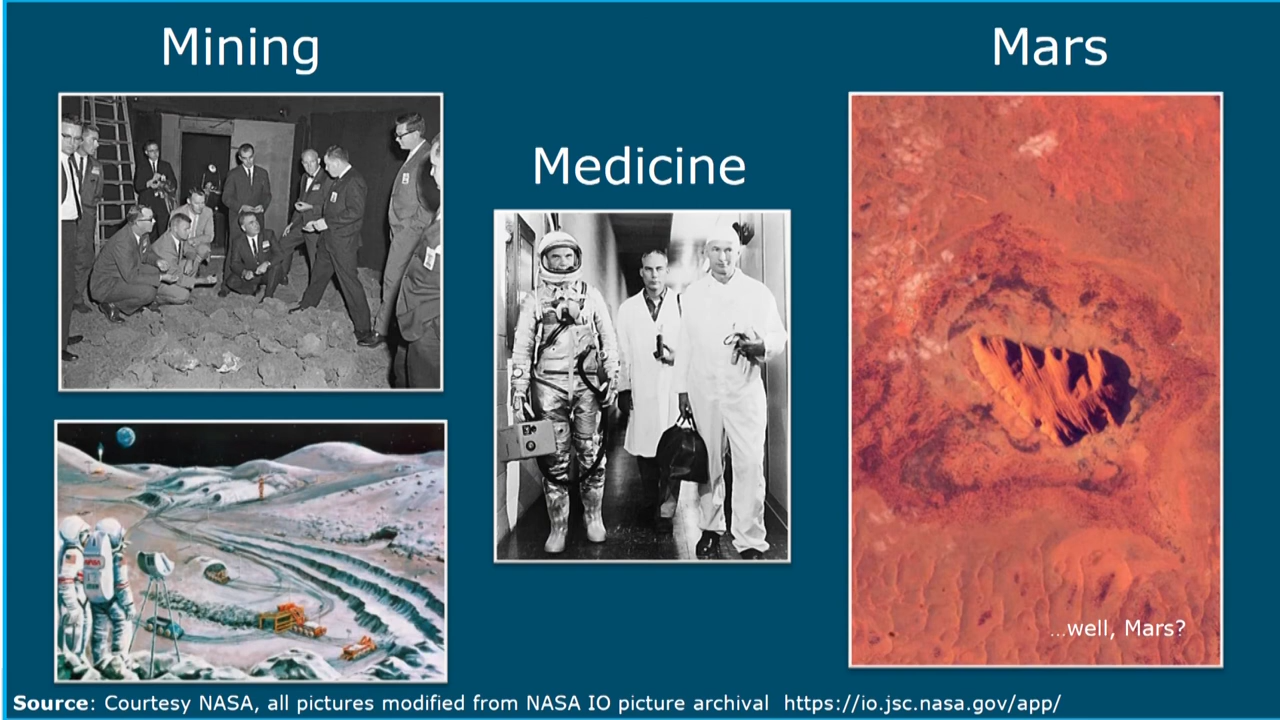 Mining
Mars
Medicine
...well, Mars?
Source: Courtesy NASA, all pictures modified from NASA IO picture archival  https://io.jsc.nasa.gov/app/